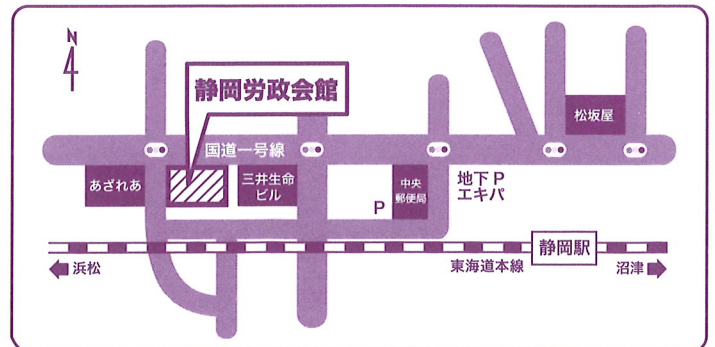 N
静岡労政会館
松坂屋
国道一号線
あざれあ
三井生命
ビル
P
中央
郵便局
地下P
エキパ
静岡駅
浜松
東海道本線
沼津